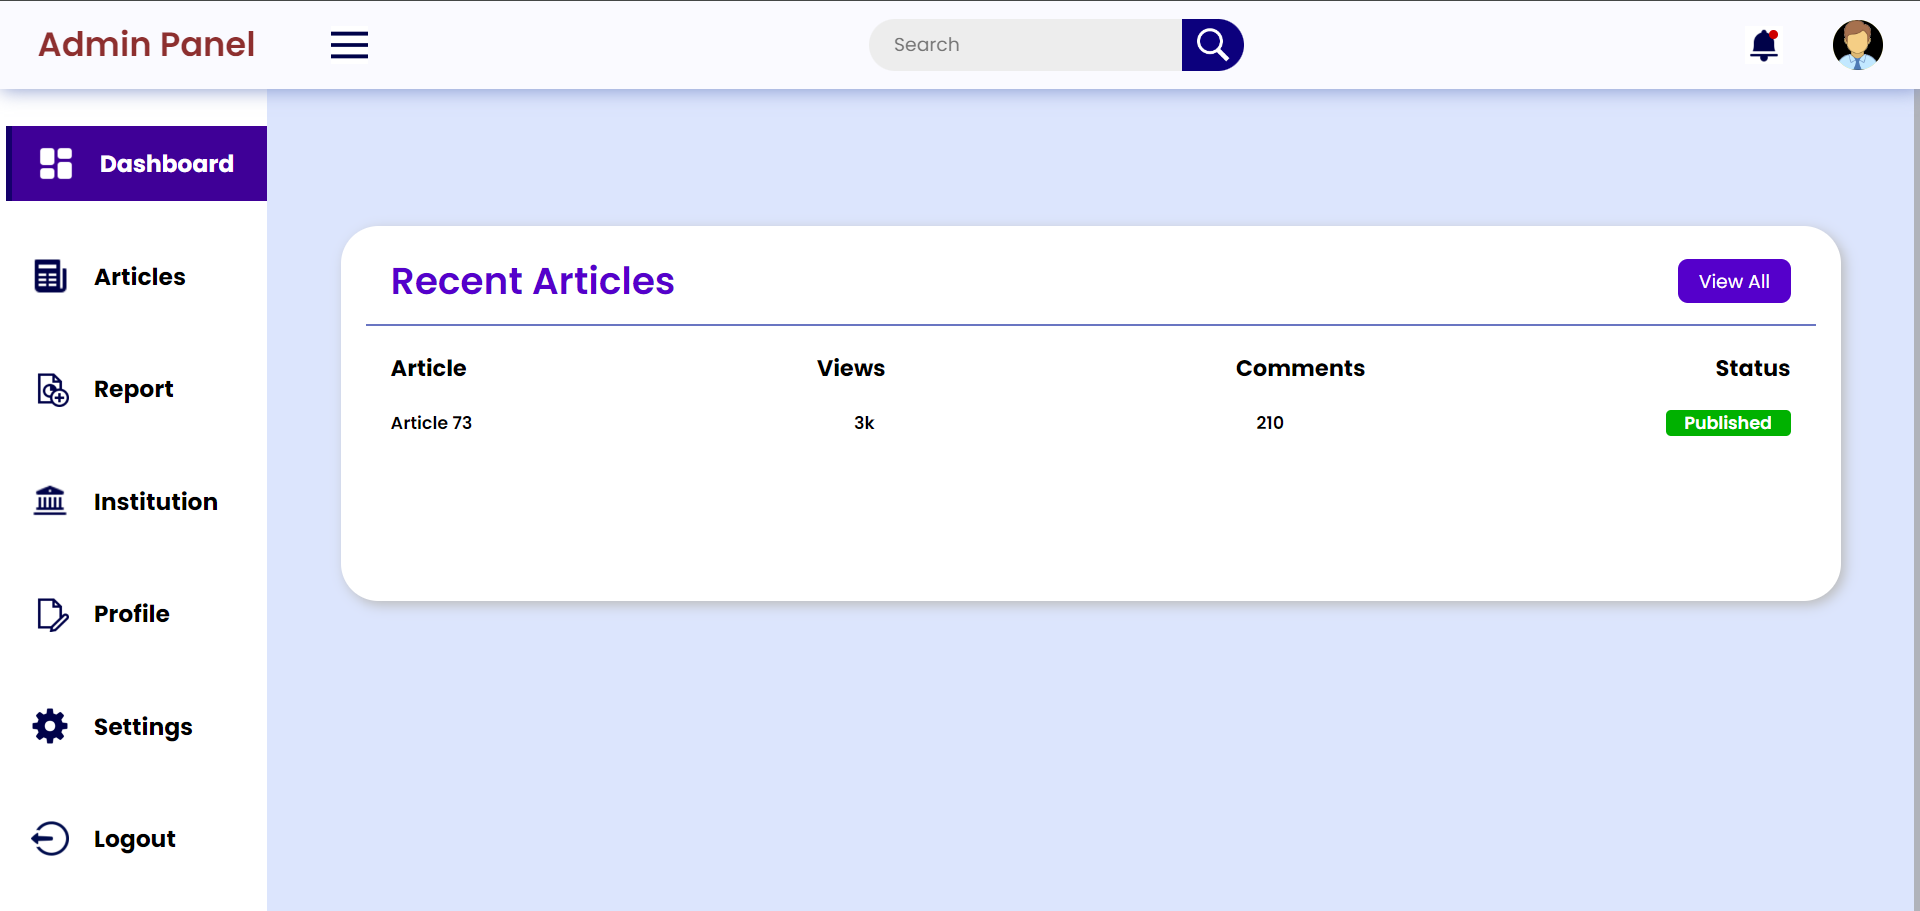 Admin Panel
Search
Dashboard
Articles
Report
Institution
Profile
Settings
Logout
Recent Articles
View All
Article Views Comments Status
Article 73 3k 210 Published